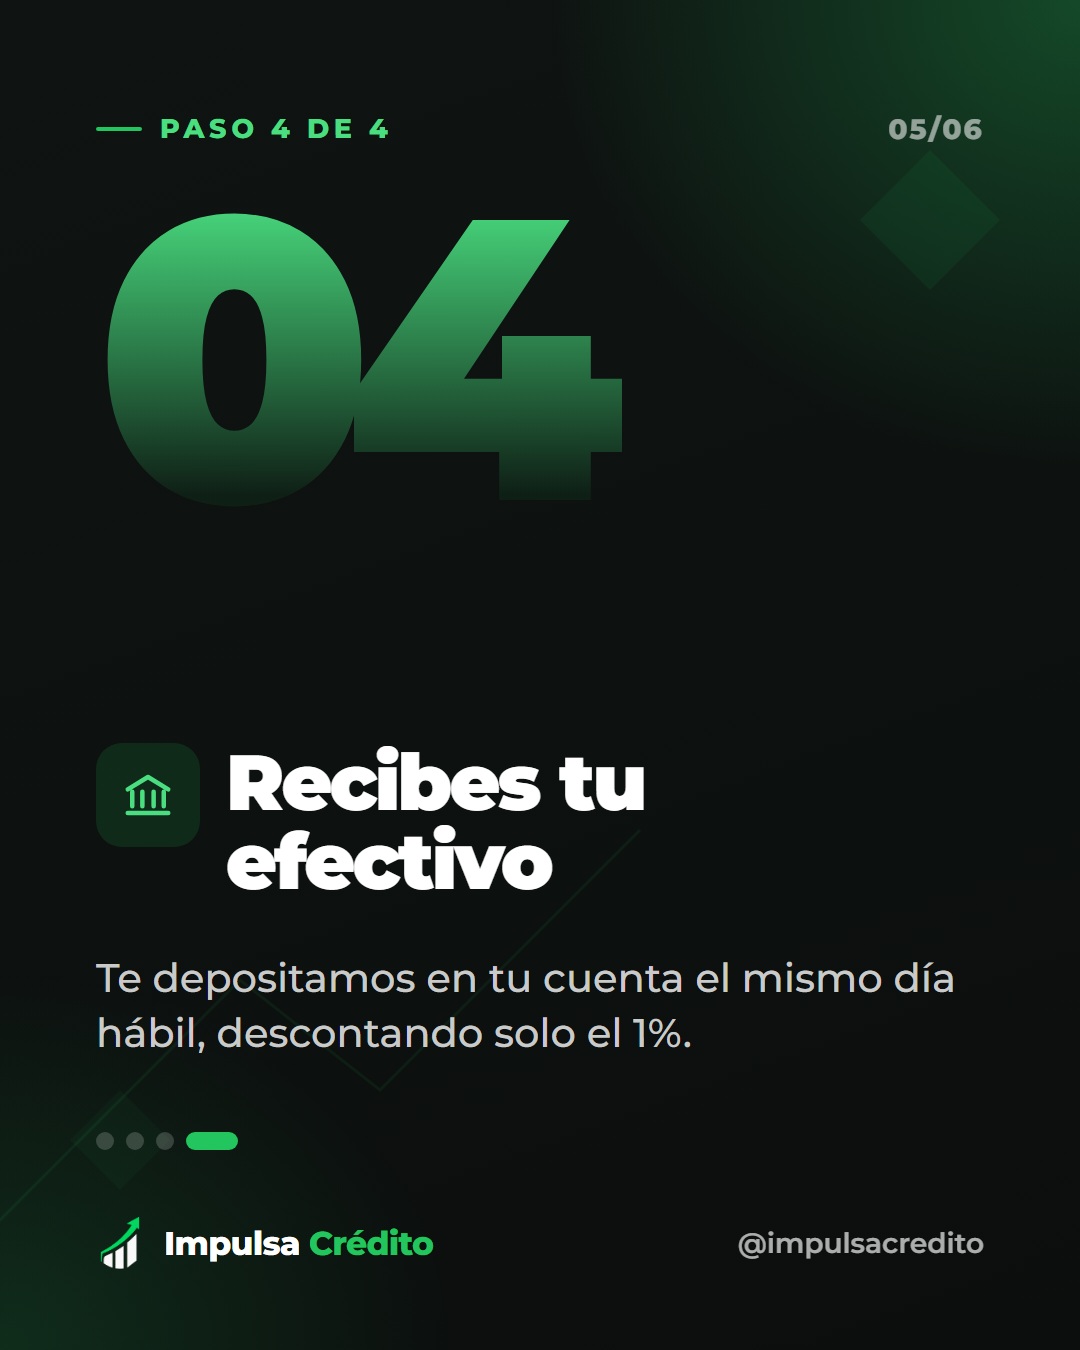 PASO 4 DE 4
05/06
04
Recibes tu
efectivo
Te depositamos en tu cuenta el mismo día
hábil, descontando solo el 1%.
Impulsa Crédito
@impulsacredito